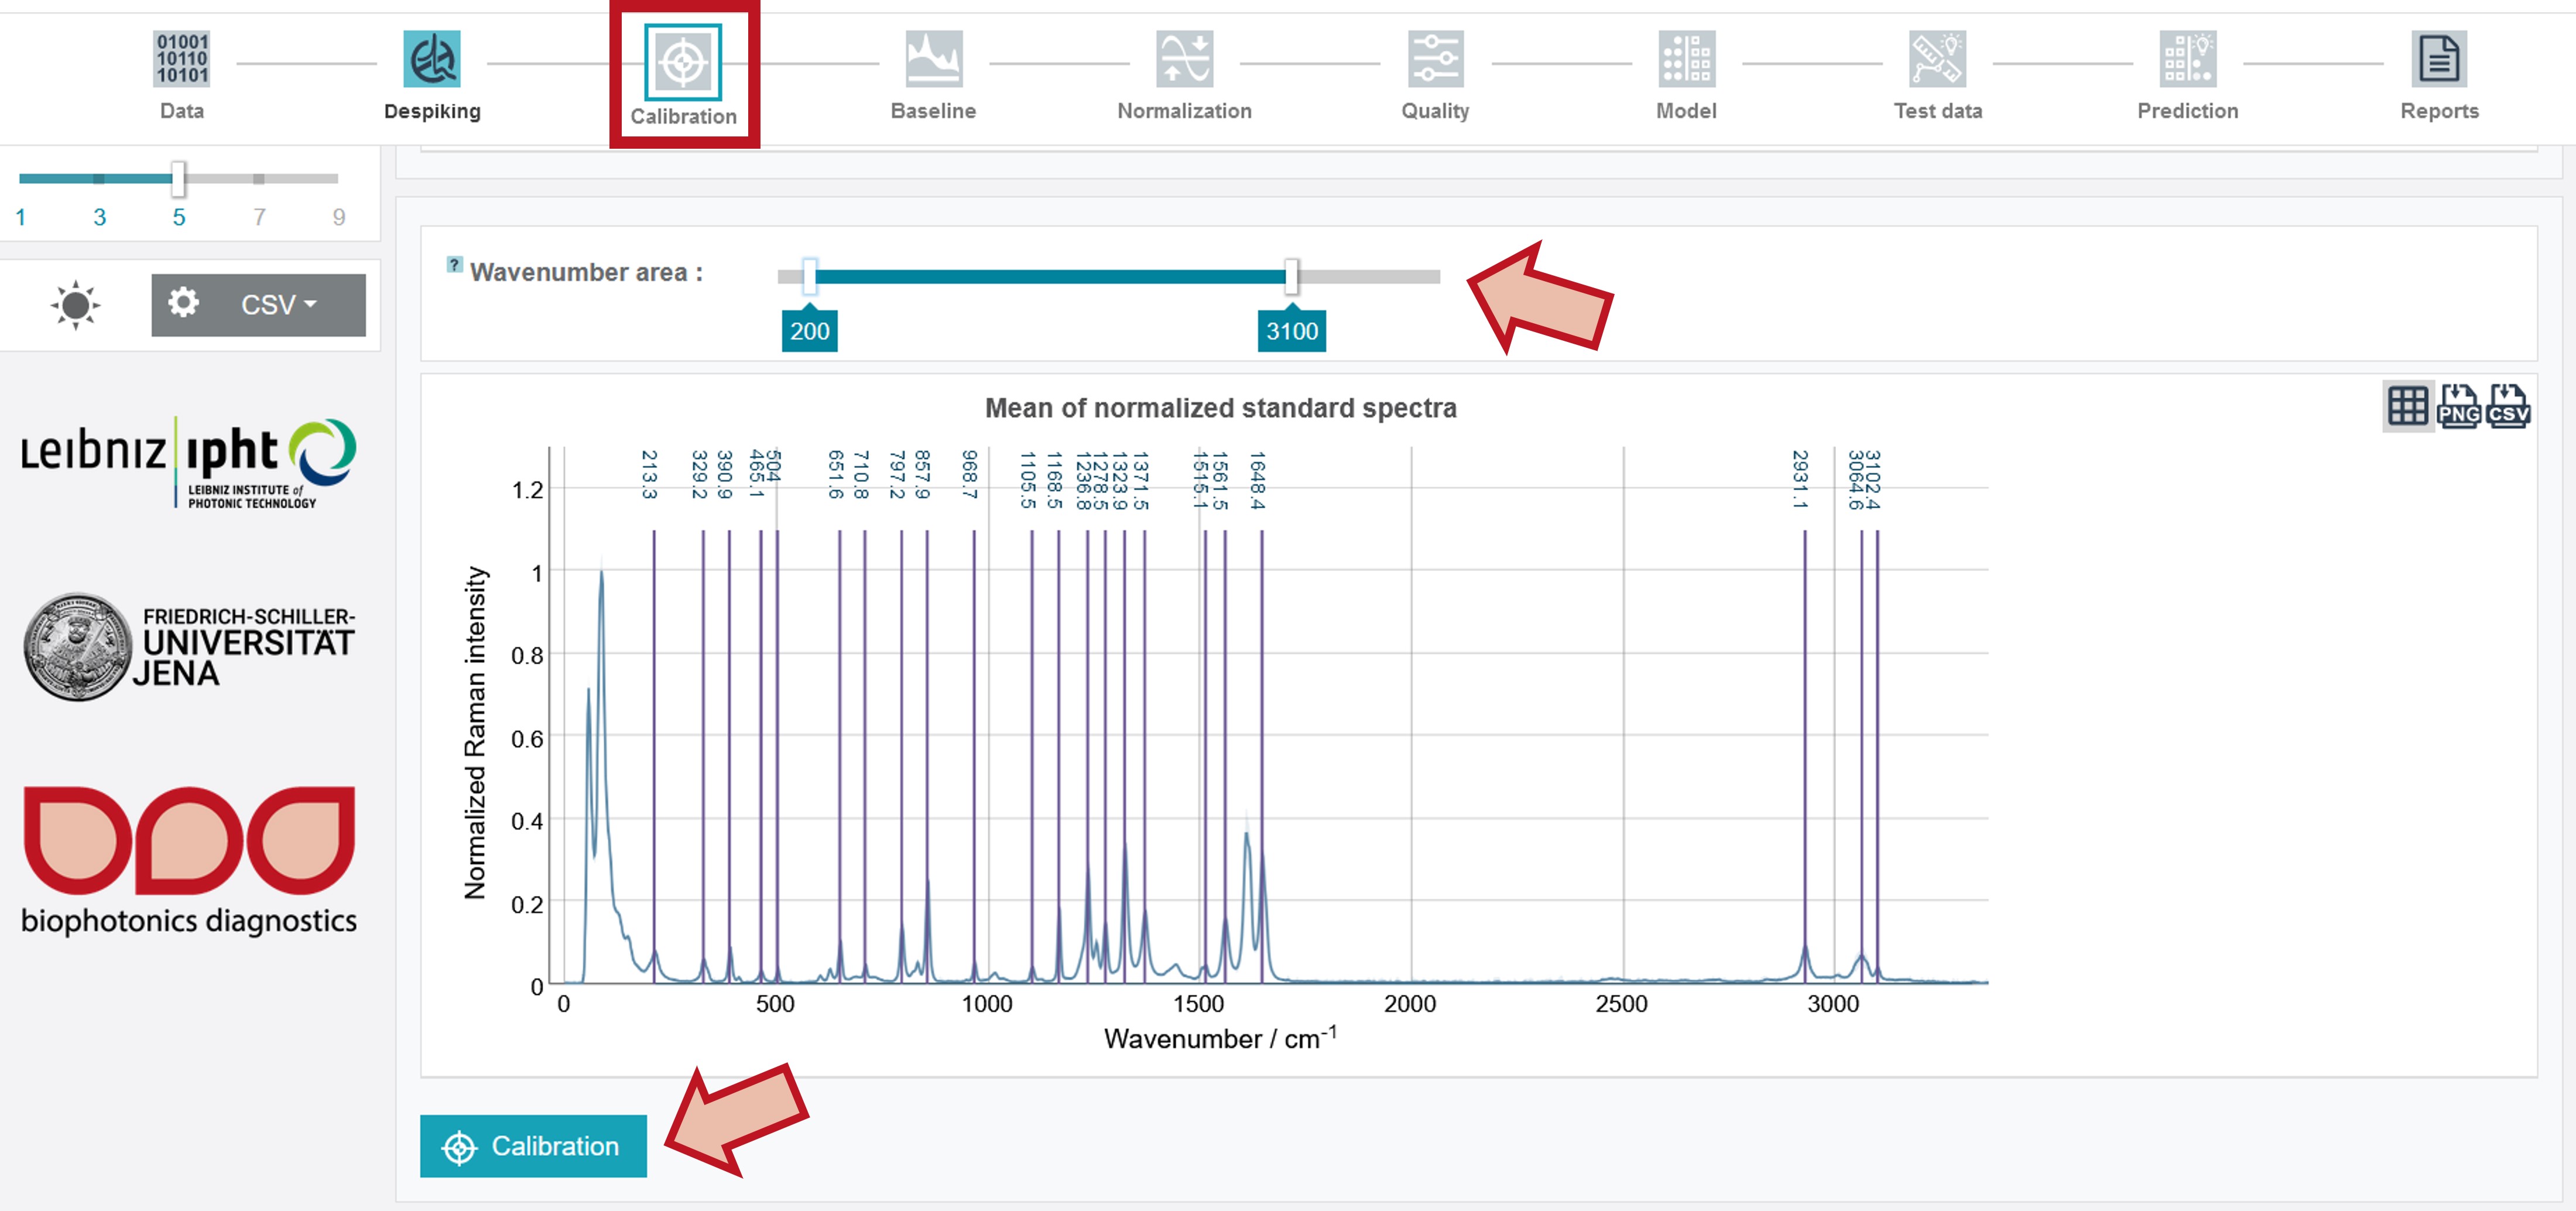 01001
10110
10101
Data
Despiking
Calibration
Baseline
Normalization
Quality
Model
Test data
Prediction
Reports
1 3 5 7 9
CSV
Leibniz ipht
LEIBNIZ INSTITUTE of
PHOTONIC TECHNOLOGY
FRIEDRICH-SCHILLER-
UNIVERSITÄT
JENA
biophotonics diagnostics
? Wavenumber area :
200 3100
Mean of normalized standard spectra
PNG CSV
213.3 329.2 390.9 465.1 504 651.6 710.8 797.2 857.9 968.7 1105.5 1168.5 1236.8 1278.5 1323.9 1371.5 1515.1 1561.5 1648.4 2931.1 3064.6 3102.4
Normalized Raman intensity
1.2
1
0.8
0.6
0.4
0.2
0
0 500 1000 1500 2000 2500 3000
Wavenumber / cm⁻¹
Calibration